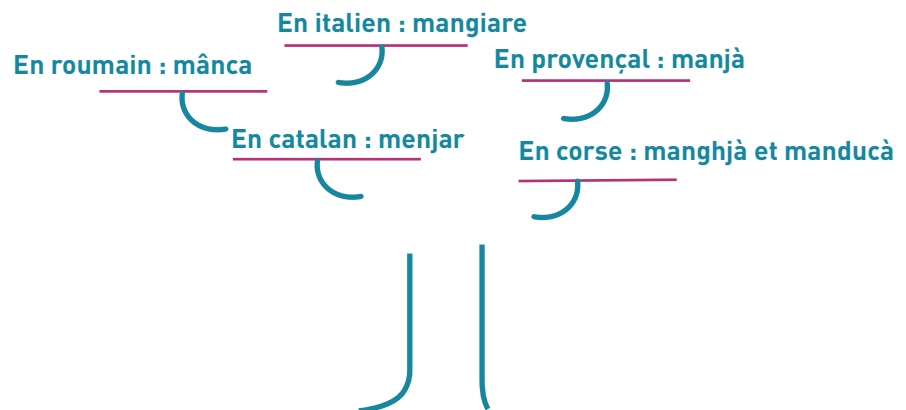 En italien : mangiare
En roumain : mânca
En provençal : manjà
En catalan : menjar
En corse : manghjà et manducà